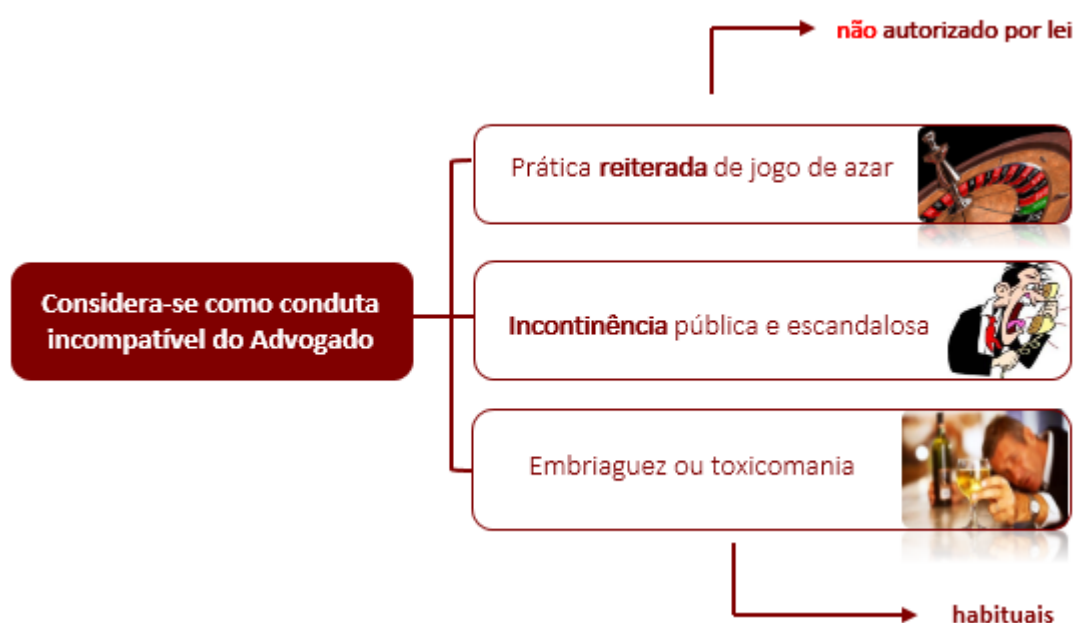 não autorizado por lei
Prática reiterada de jogo de azar
Considera-se como conduta
incompatível do Advogado
Incontinência pública e escandalosa
Embriaguez ou toxicomania
habituais